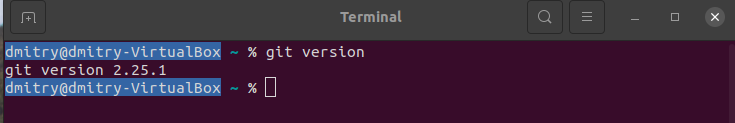 Terminal
dmitry@dmitry-VirtualBox ~ % git version
git version 2.25.1
dmitry@dmitry-VirtualBox ~ %